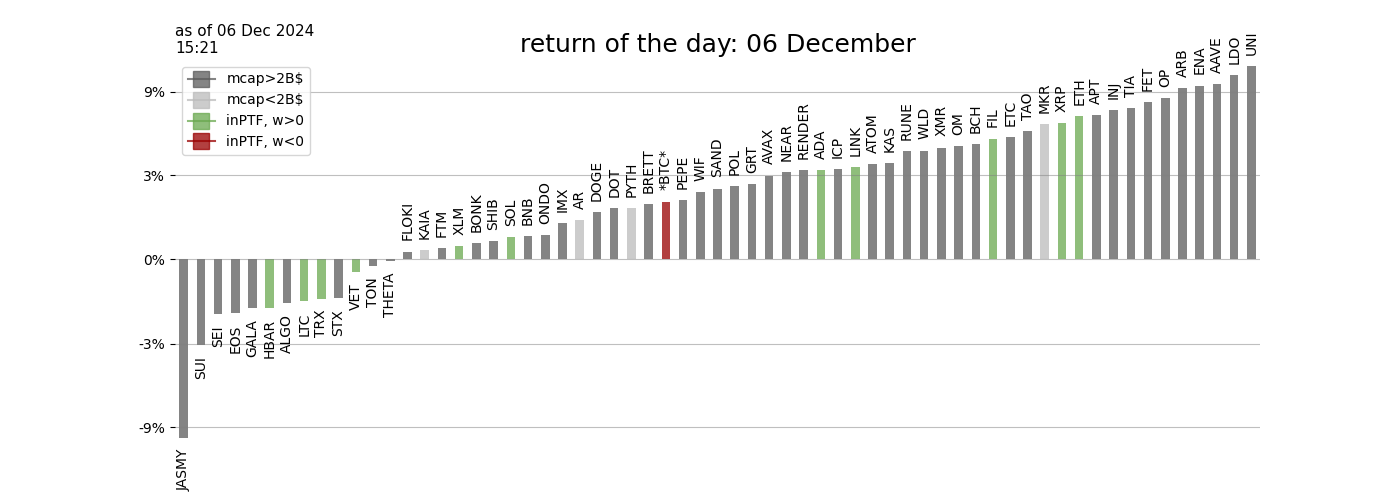 as of 06 Dec 2024
15:21
return of the day: 06 December
mcap>2B$
mcap<2B$
inPTF, w>0
inPTF, w<0
9%
3%
0%
-3%
-9%
JASMY
SUI
SEI
EOS
GALA
HBAR
ALGO
LTC
TRX
STX
VET
TON
THETA
FLOKI
KAIA
FTM
XLM
BONK
SHIB
SOL
BNB
ONDO
IMX
AR
DOGE
DOT
PYTH
BRETT
*BTC*
PEPE
WIF
SAND
POL
GRT
AVAX
NEAR
RENDER
ADA
ICP
LINK
ATOM
KAS
RUNE
WLD
XMR
OM
BCH
FIL
ETC
TAO
MKR
XRP
ETH
APT
INJ
TIA
FET
OP
ARB
ENA
AAVE
LDO
UNI